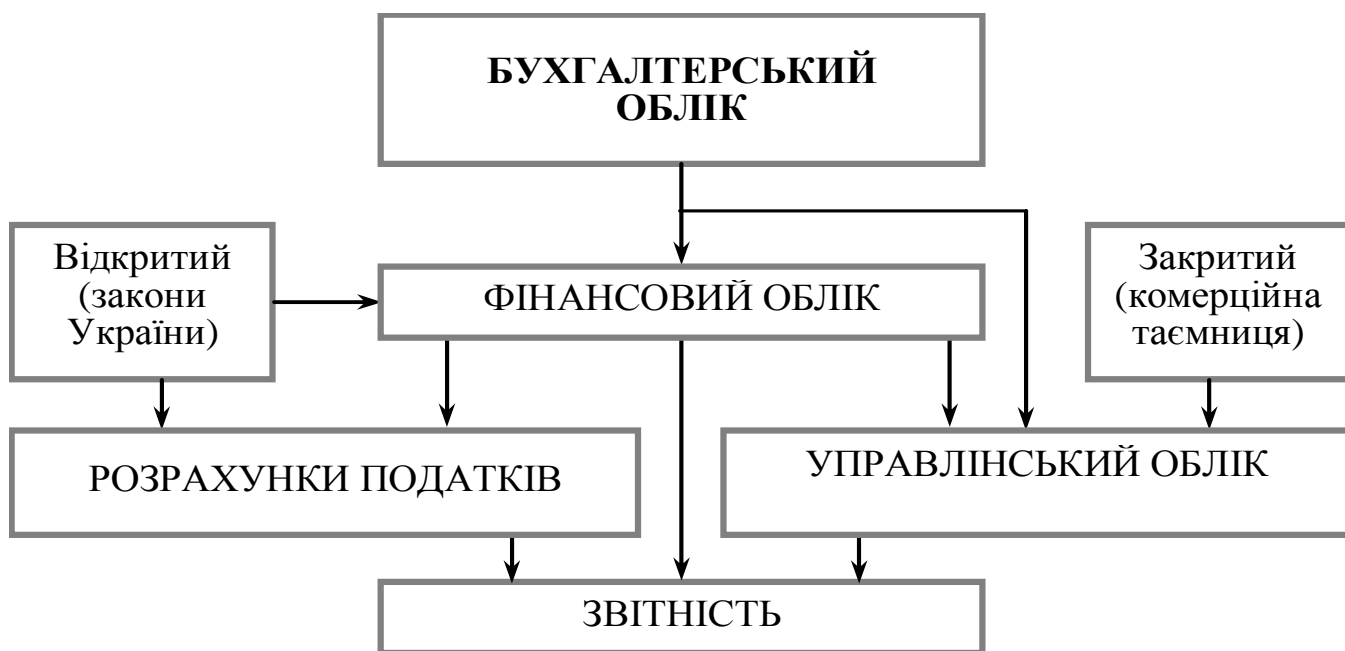 БУХГАЛТЕРСЬКИЙ
ОБЛІК
Відкритий
(закони
України)
ФІНАНСОВИЙ ОБЛІК
Закритий
(комерційна
таємниця)
РОЗРАХУНКИ ПОДАТКІВ
УПРАВЛІНСЬКИЙ ОБЛІК
ЗВІТНІСТЬ